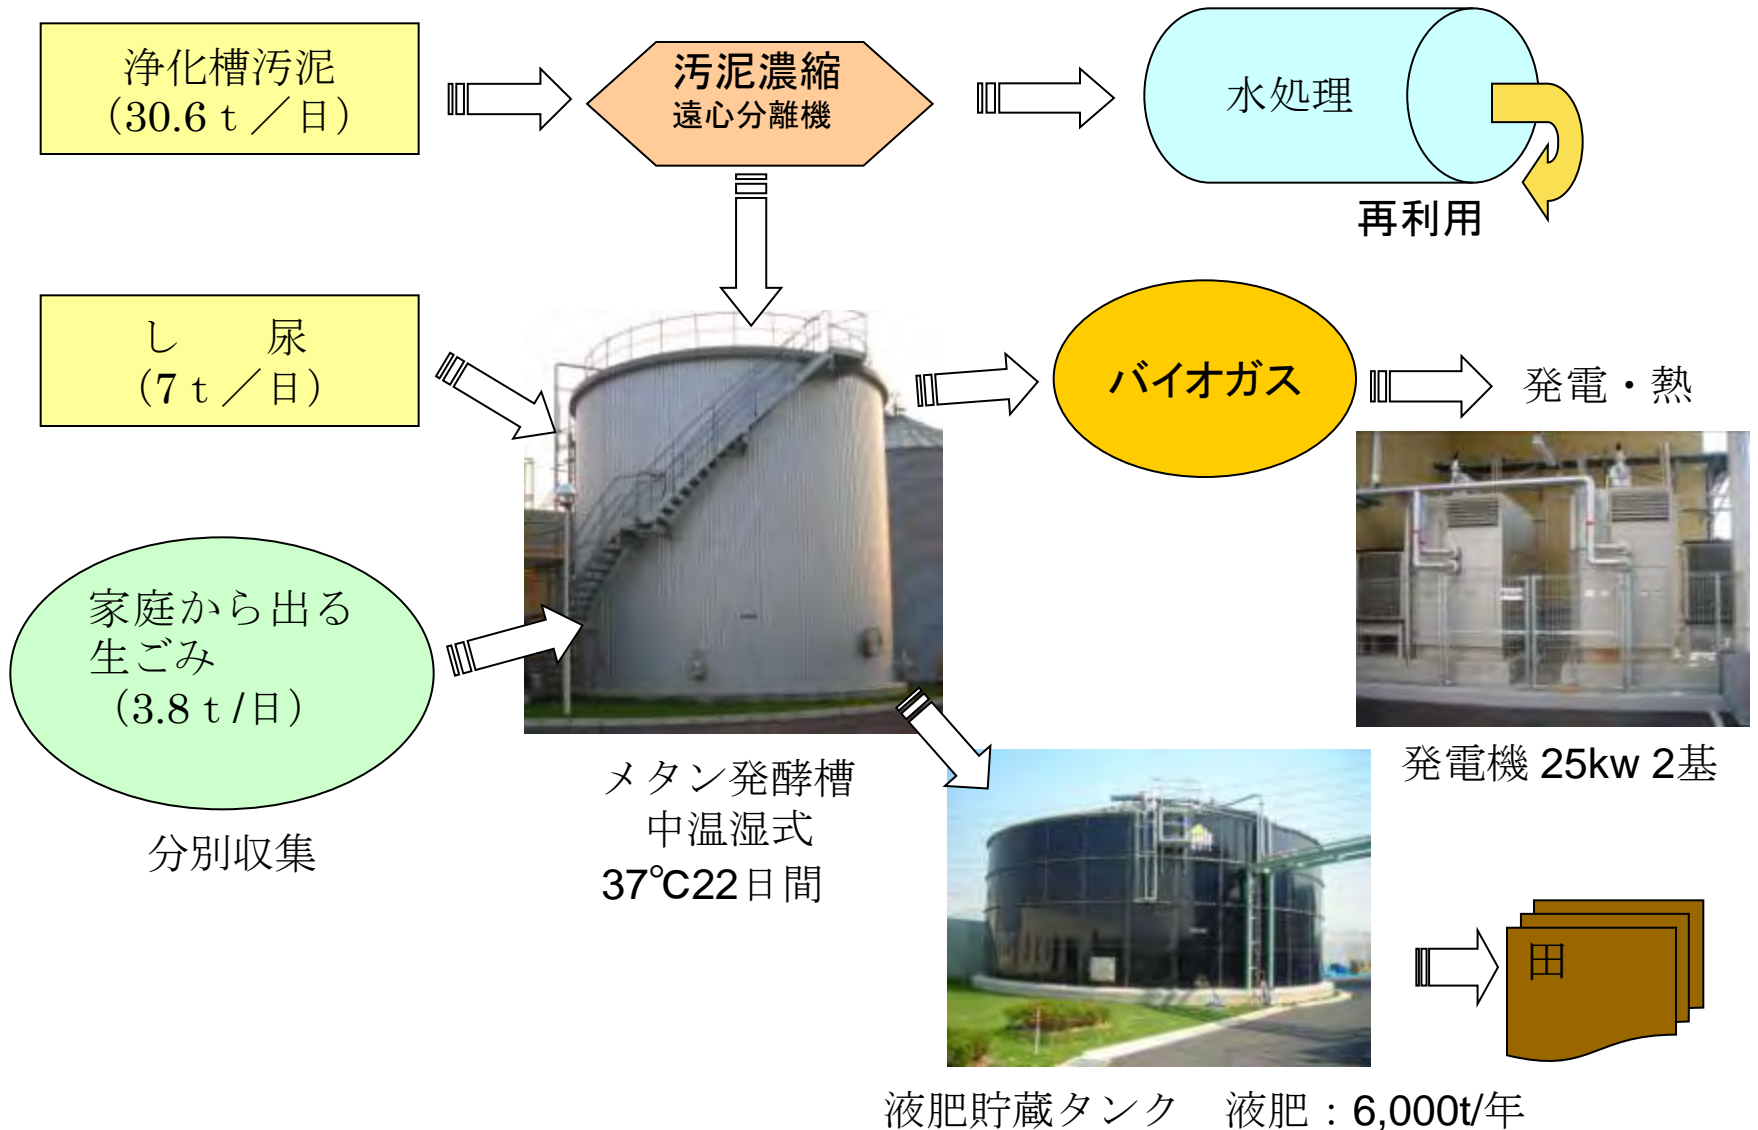 浄化槽汚泥
（30.6ｔ／日）
汚泥濃縮
遠心分離機
水処理
再利用
し　尿
（7ｔ／日）
バイオガス
発電・熱
家庭から出る
生ごみ
（3.8ｔ/日）
分別収集
メタン発酵槽
中温湿式
37℃22日間
発電機 25kw 2基
田
液肥貯蔵タンク　液肥：6,000t/年